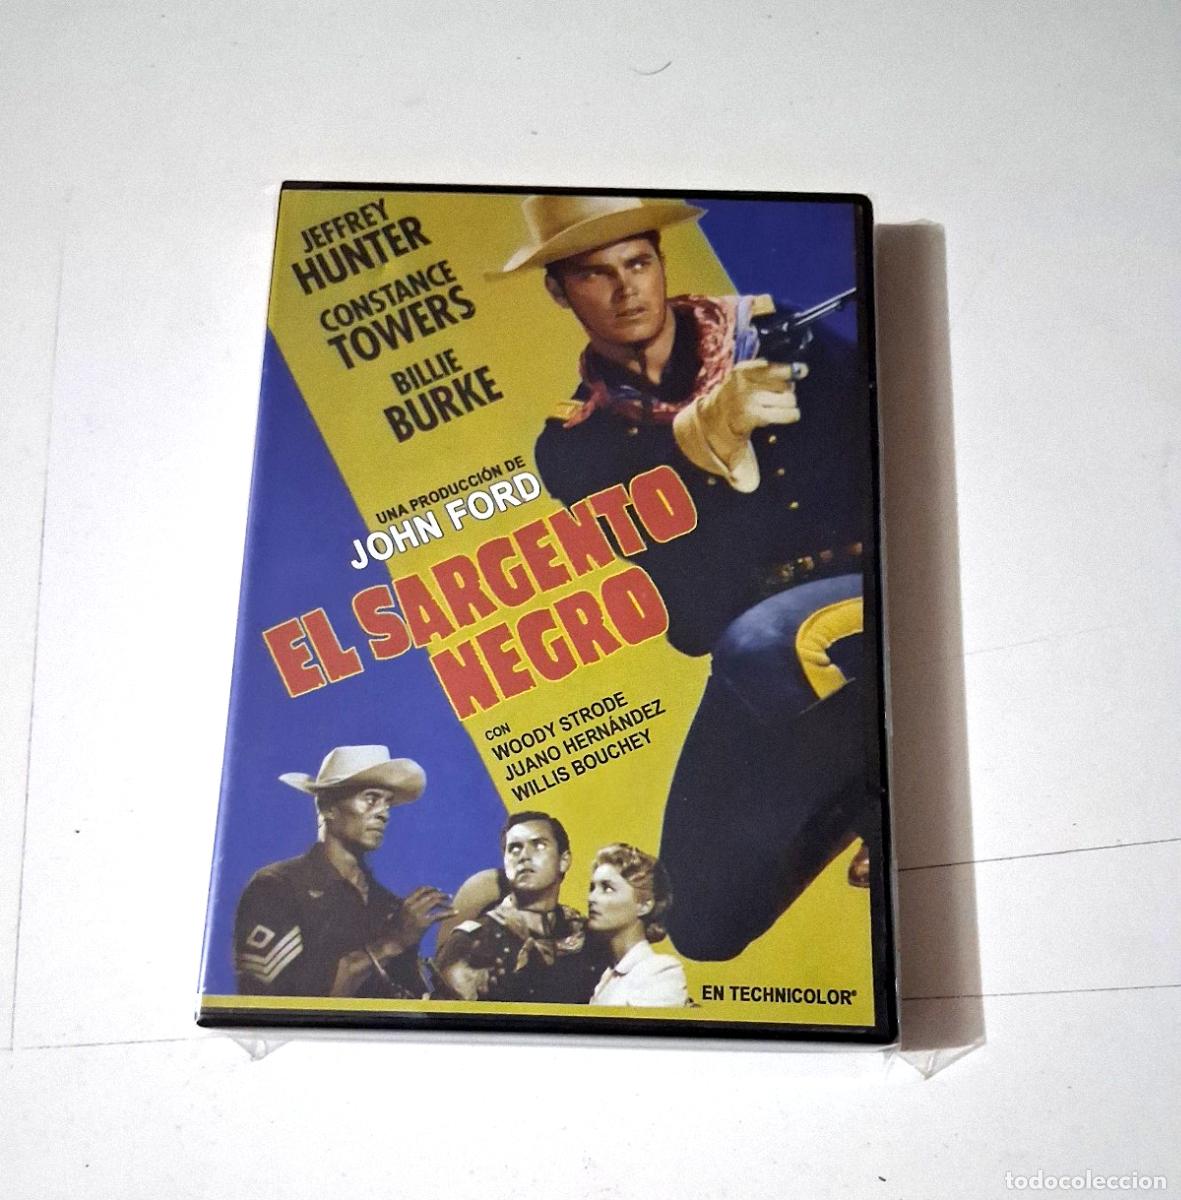 JEFFREY
HUNTER
CONSTANCE
TOWERS
BILLIE
BURKE
UNA PRODUCCIÓN DE
JOHN FORD
EL SARGENTO
NEGRO
CON
WOODY STRODE
JUANO HERNÁNDEZ
WILLIS BOUCHEY
EN TECHNICOLOR®
todocoleccion